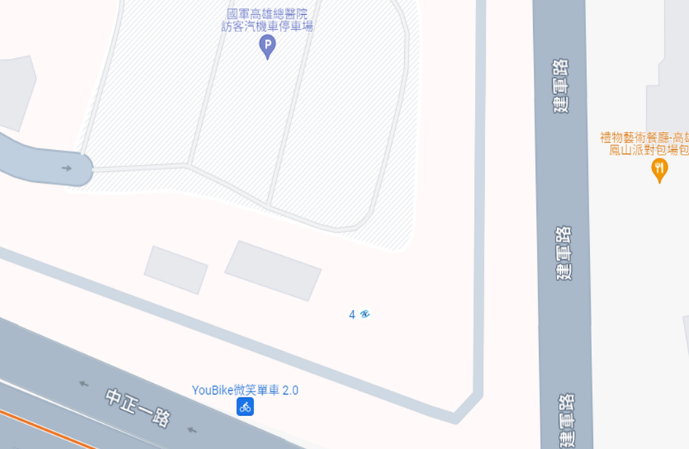 國軍高雄總醫院
訪客汽機車停車場
P
建軍路
禮物藝術餐廳-高雄
鳳山派對包場包
建軍路
4
YouBike微笑單車 2.0
中正一路
建軍路